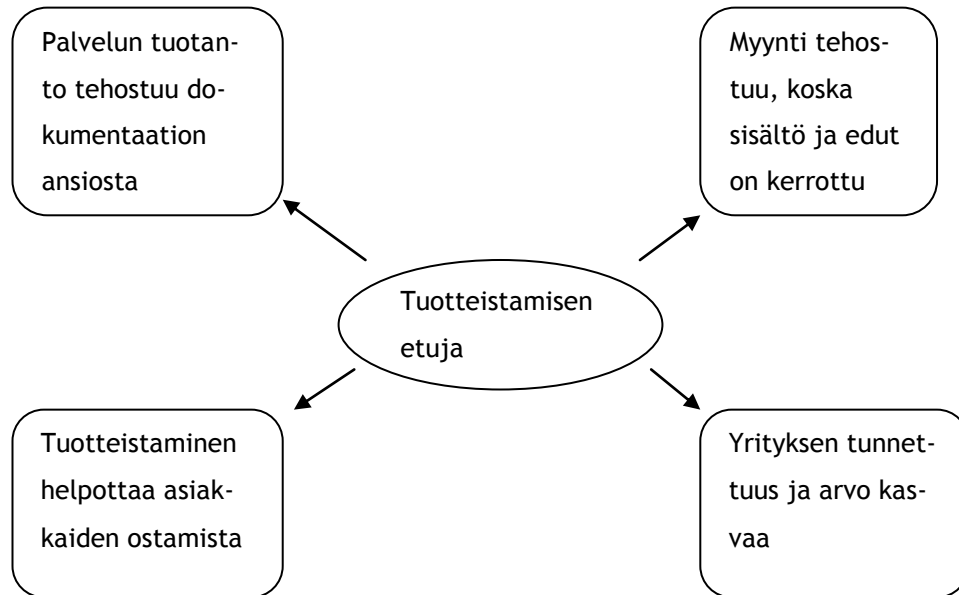 Palvelun tuotan-
to tehostuu do-
kumentaation
ansiosta
Myynti tehos-
tuu, koska
sisältö ja edut
on kerrottu
Tuotteistamisen
etuja
Tuotteistaminen
helpottaa asiak-
kaiden ostamista
Yrityksen tunnet-
tuus ja arvo kas-
vaa